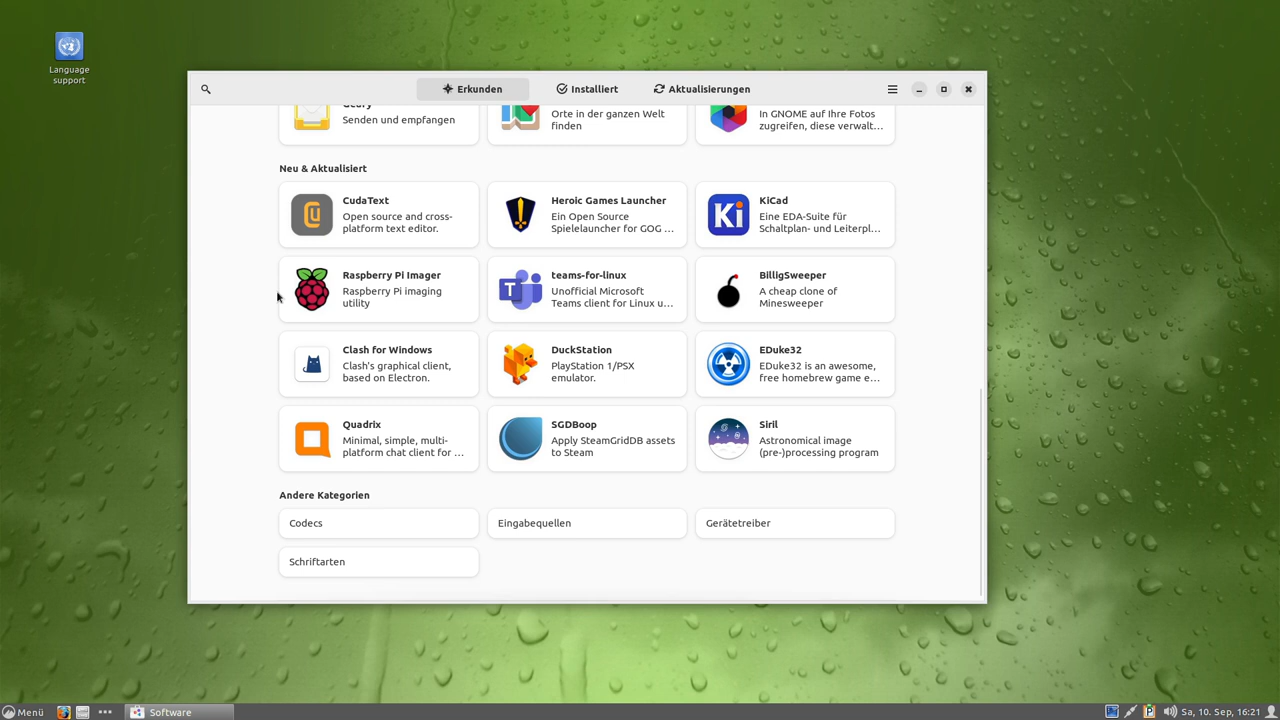 Language
support
Erkunden
Installiert
Aktualisierungen
Geary
Senden und empfangen
Orte in der ganzen Welt
finden
In GNOME auf Ihre Fotos
zugreifen, diese verwalt...
Neu & Aktualisiert
CudaText
Open source and cross-
platform text editor.
Heroic Games Launcher
Ein Open Source
Spielelauncher für GOG ...
KiCad
Eine EDA-Suite für
Schaltplan- und Leiterpl...
Raspberry Pi Imager
Raspberry Pi imaging
utility
teams-for-linux
Unofficial Microsoft
Teams client for Linux u...
BilligSweeper
A cheap clone of
Minesweeper
Clash for Windows
Clash's graphical client,
based on Electron.
DuckStation
PlayStation 1/PSX
emulator.
EDuke32
EDuke32 is an awesome,
free homebrew game e...
Quadrix
Minimal, simple, multi-
platform chat client for ...
SGDBoop
Apply SteamGridDB assets
to Steam
Siril
Astronomical image
(pre-)processing program
Andere Kategorien
Codecs
Eingabequellen
Gerätetreiber
Schriftarten
Menü
Software
Sa, 10. Sep, 16:21